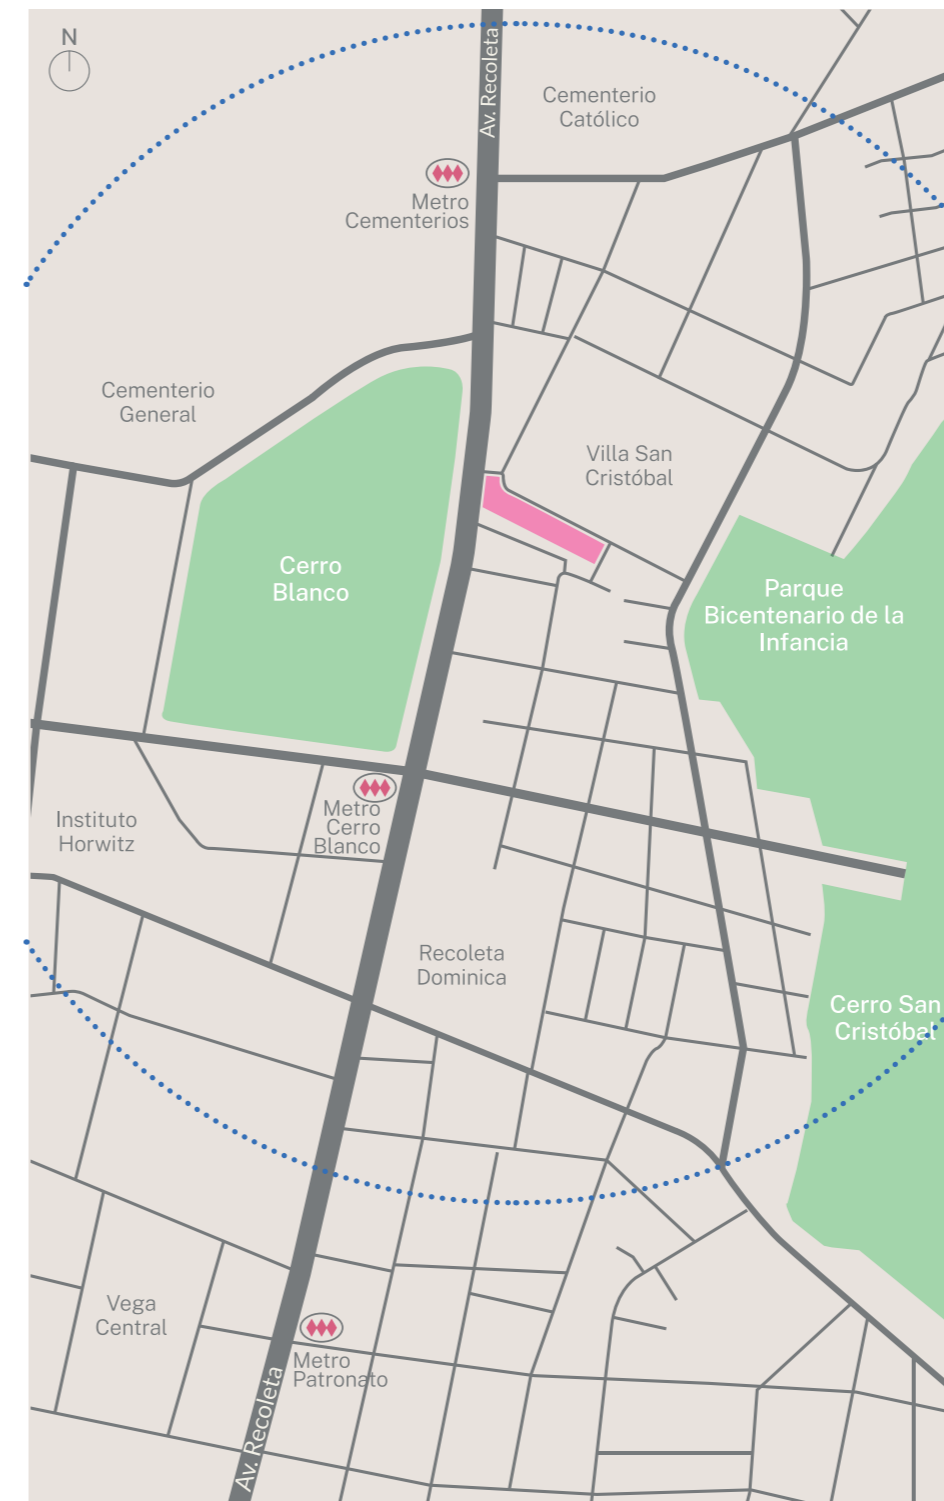 N
Av. Recoleta
Cementerio
Católico
Metro
Cementerios
Cementerio
General
Villa San
Cristóbal
Cerro
Blanco
Parque
Bicentenario de la
Infancia
Metro
Cerro
Blanco
Instituto
Horwitz
Recoleta
Dominica
Cerro San
Cristóbal
Vega
Central
Metro
Patronato
Av. Recoleta